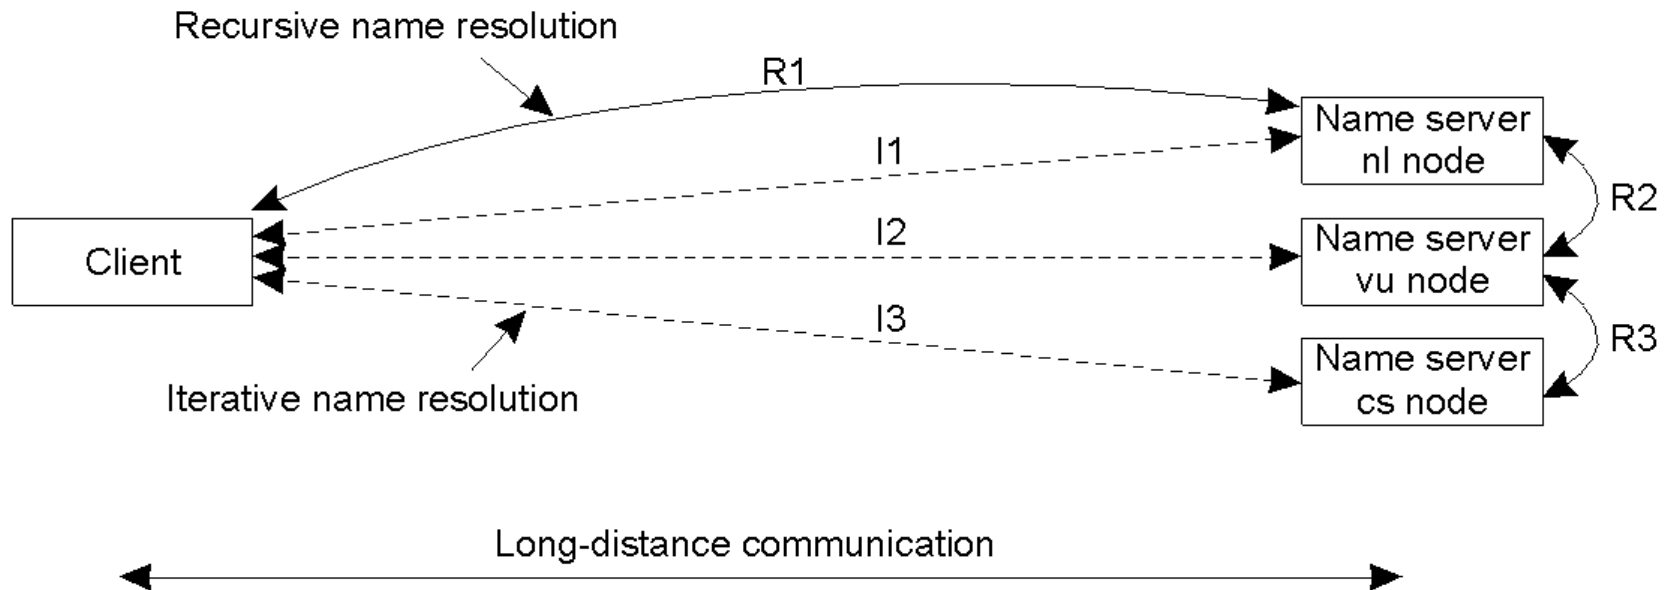 Recursive name resolution
R1
Name server
nl node
I1
R2
Client
I2
Name server
vu node
I3
R3
Name server
cs node
Iterative name resolution
Long-distance communication